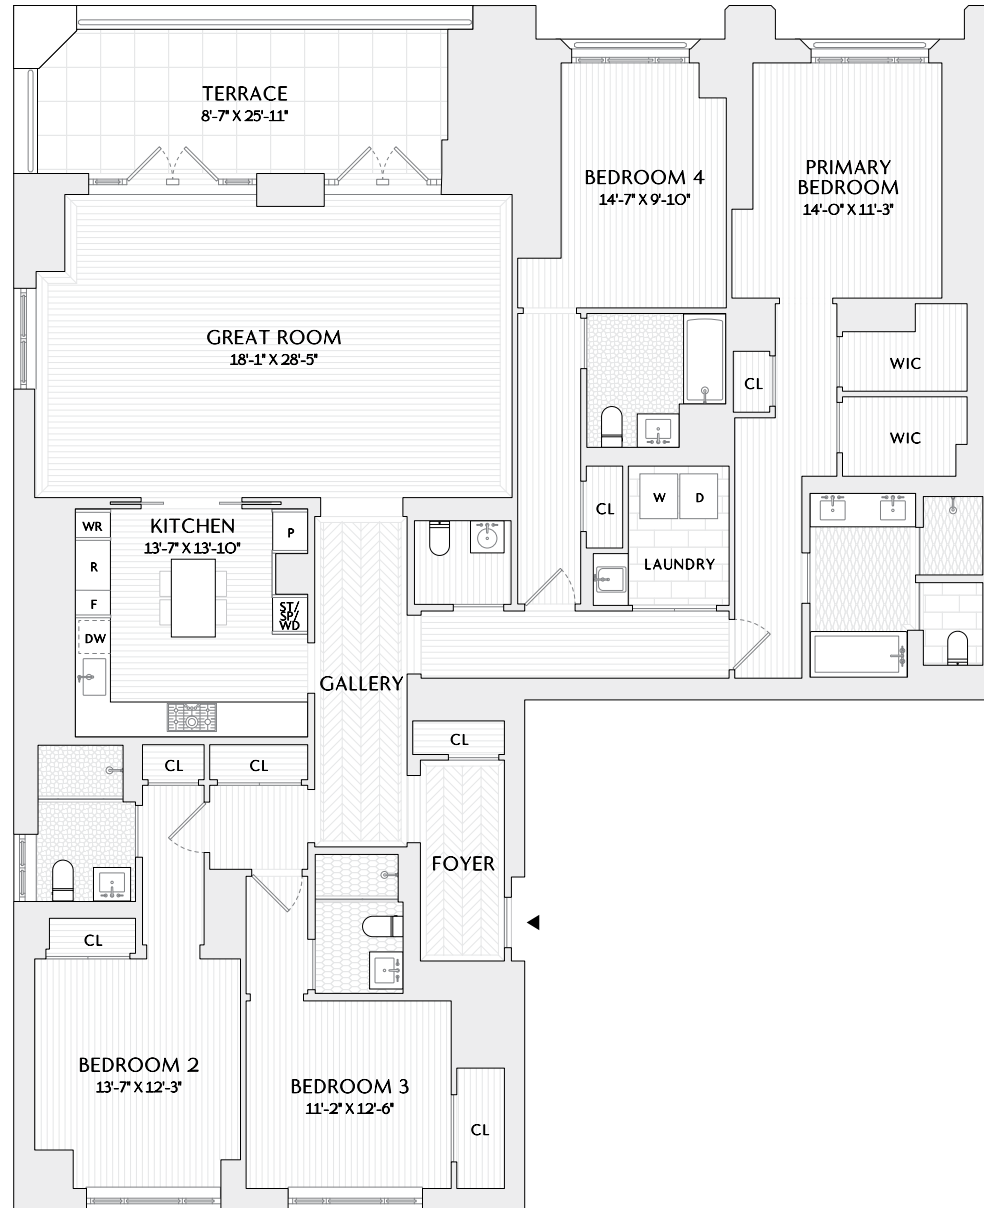 TERRACE
8'-7" X 25'-11"
BEDROOM 4
14'-7" X 9'-10"
PRIMARY
BEDROOM
14'-0" X 11'-3"
GREAT ROOM
18'-1" X 28'-5"
WIC
CL
WIC
KITCHEN
13'-7" X 13'-10"
WR
P
R
F
ST/
SP/
WD
DW
CL
W
D
LAUNDRY
GALLERY
CL
CL
CL
FOYER
CL
BEDROOM 2
13'-7" X 12'-3"
BEDROOM 3
11'-2" X 12'-6"
CL